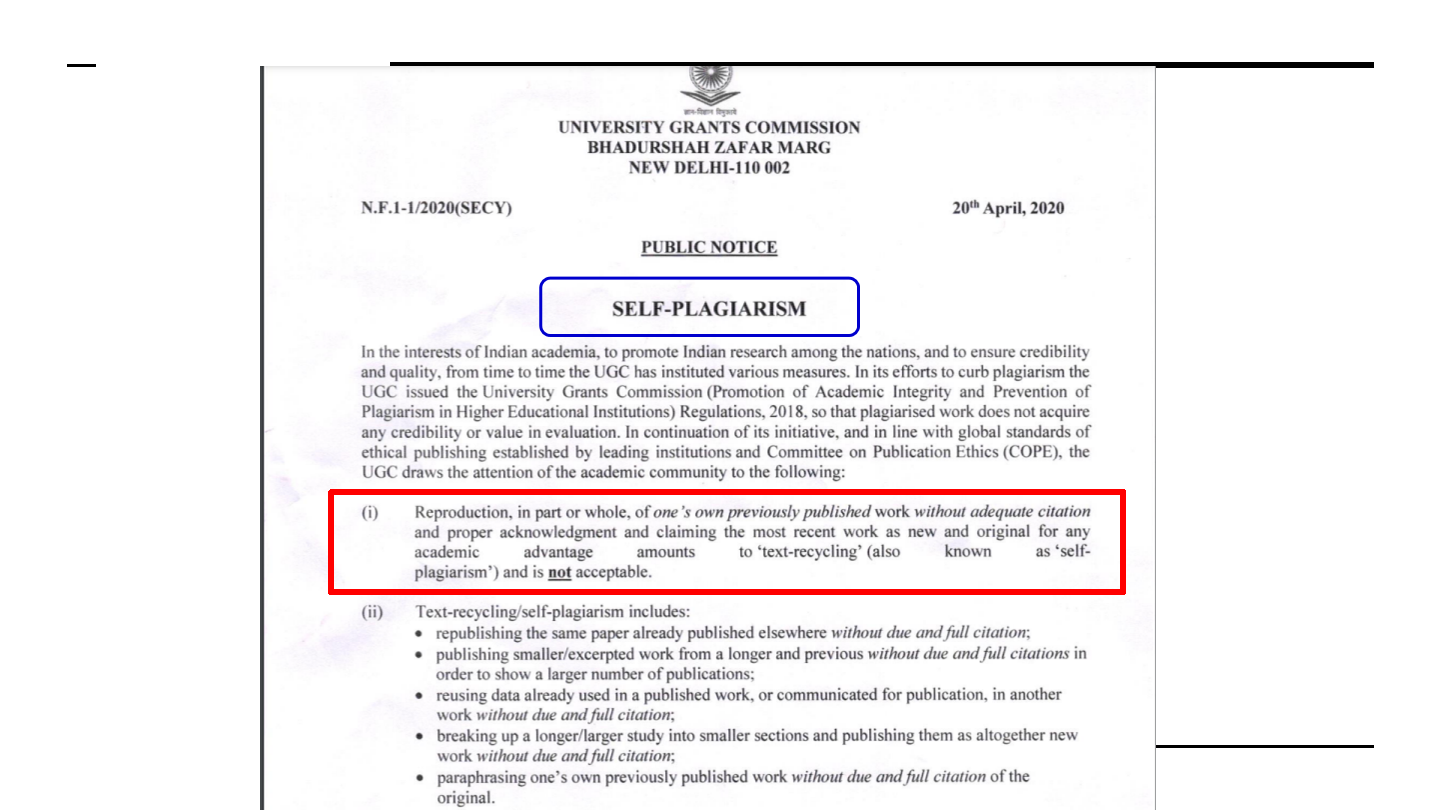 UNIVERSITY GRANTS COMMISSION
BHADURSHAH ZAFAR MARG
NEW DELHI-110 002
N.F.1-1/2020(SECY) 20th April, 2020
PUBLIC NOTICE
SELF-PLAGIARISM
In the interests of Indian academia, to promote Indian research among the nations, and to ensure credibility
and quality, from time to time the UGC has instituted various measures. In its efforts to curb plagiarism the
UGC issued the University Grants Commission (Promotion of Academic Integrity and Prevention of
Plagiarism in Higher Educational Institutions) Regulations, 2018, so that plagiarised work does not acquire
any credibility or value in evaluation. In continuation of its initiative, and in line with global standards of
ethical publishing established by leading institutions and Committee on Publication Ethics (COPE), the
UGC draws the attention of the academic community to the following:
(i) Reproduction, in part or whole, of one's own previously published work without adequate citation
and proper acknowledgment and claiming the most recent work as new and original for any
academic advantage amounts to 'text-recycling' (also known as 'self-
plagiarism') and is not acceptable.
(ii) Text-recycling/self-plagiarism includes:
• republishing the same paper already published elsewhere without due and full citation;
• publishing smaller/excerpted work from a longer and previous without due and full citations in
order to show a larger number of publications;
• reusing data already used in a published work, or communicated for publication, in another
work without due and full citation;
• breaking up a longer/larger study into smaller sections and publishing them as altogether new
work without due and full citation;
• paraphrasing one's own previously published work without due and full citation of the
original.